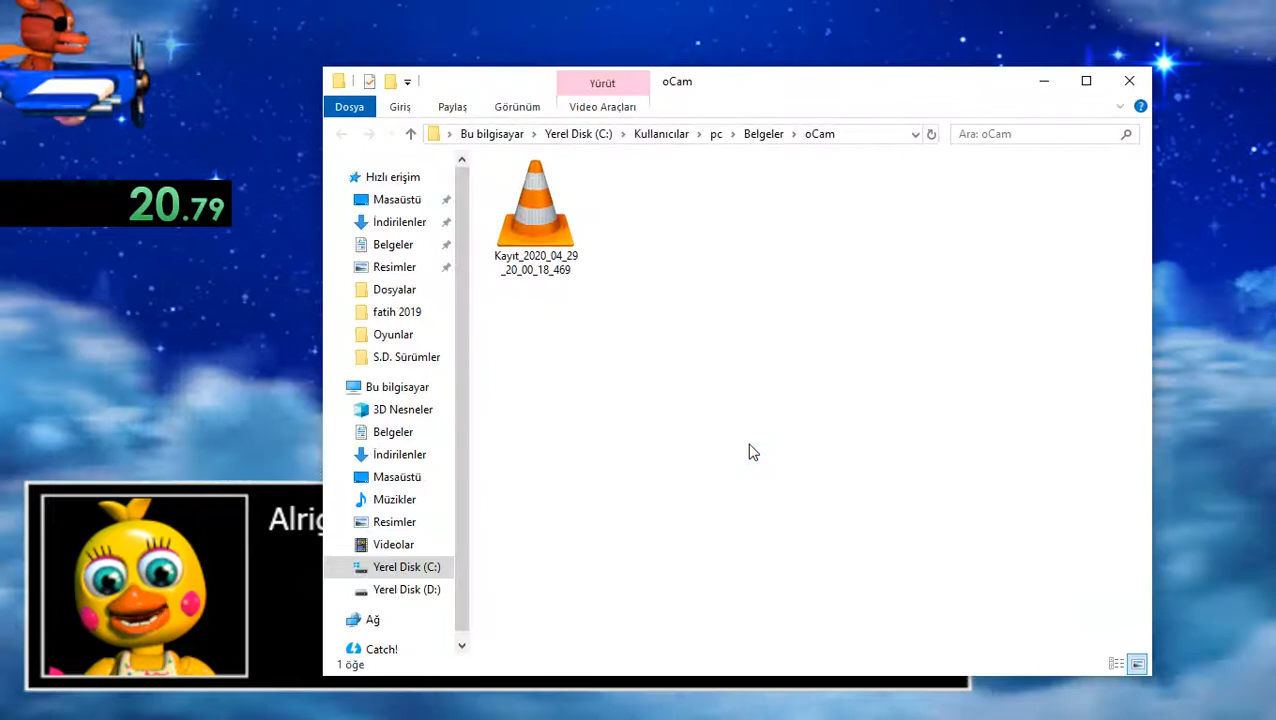 Yürüt
oCam
Dosya
Giriş
Paylaş
Görünüm
Video Araçları
Bu bilgisayar
Yerel Disk (C:)
Kullanıcılar
pc
Belgeler
oCam
Ara: oCam
20.79
Hızlı erişim
Masaüstü
İndirilenler
Belgeler
Resimler
Dosyalar
fatih 2019
Oyunlar
S.D. Sürümler
Bu bilgisayar
3D Nesneler
Belgeler
İndirilenler
Masaüstü
Müzikler
Resimler
Videolar
Yerel Disk (C:)
Yerel Disk (D:)
Ağ
Catch!
Kayıt_2020_04_29
_20_00_18_469
1 öğe